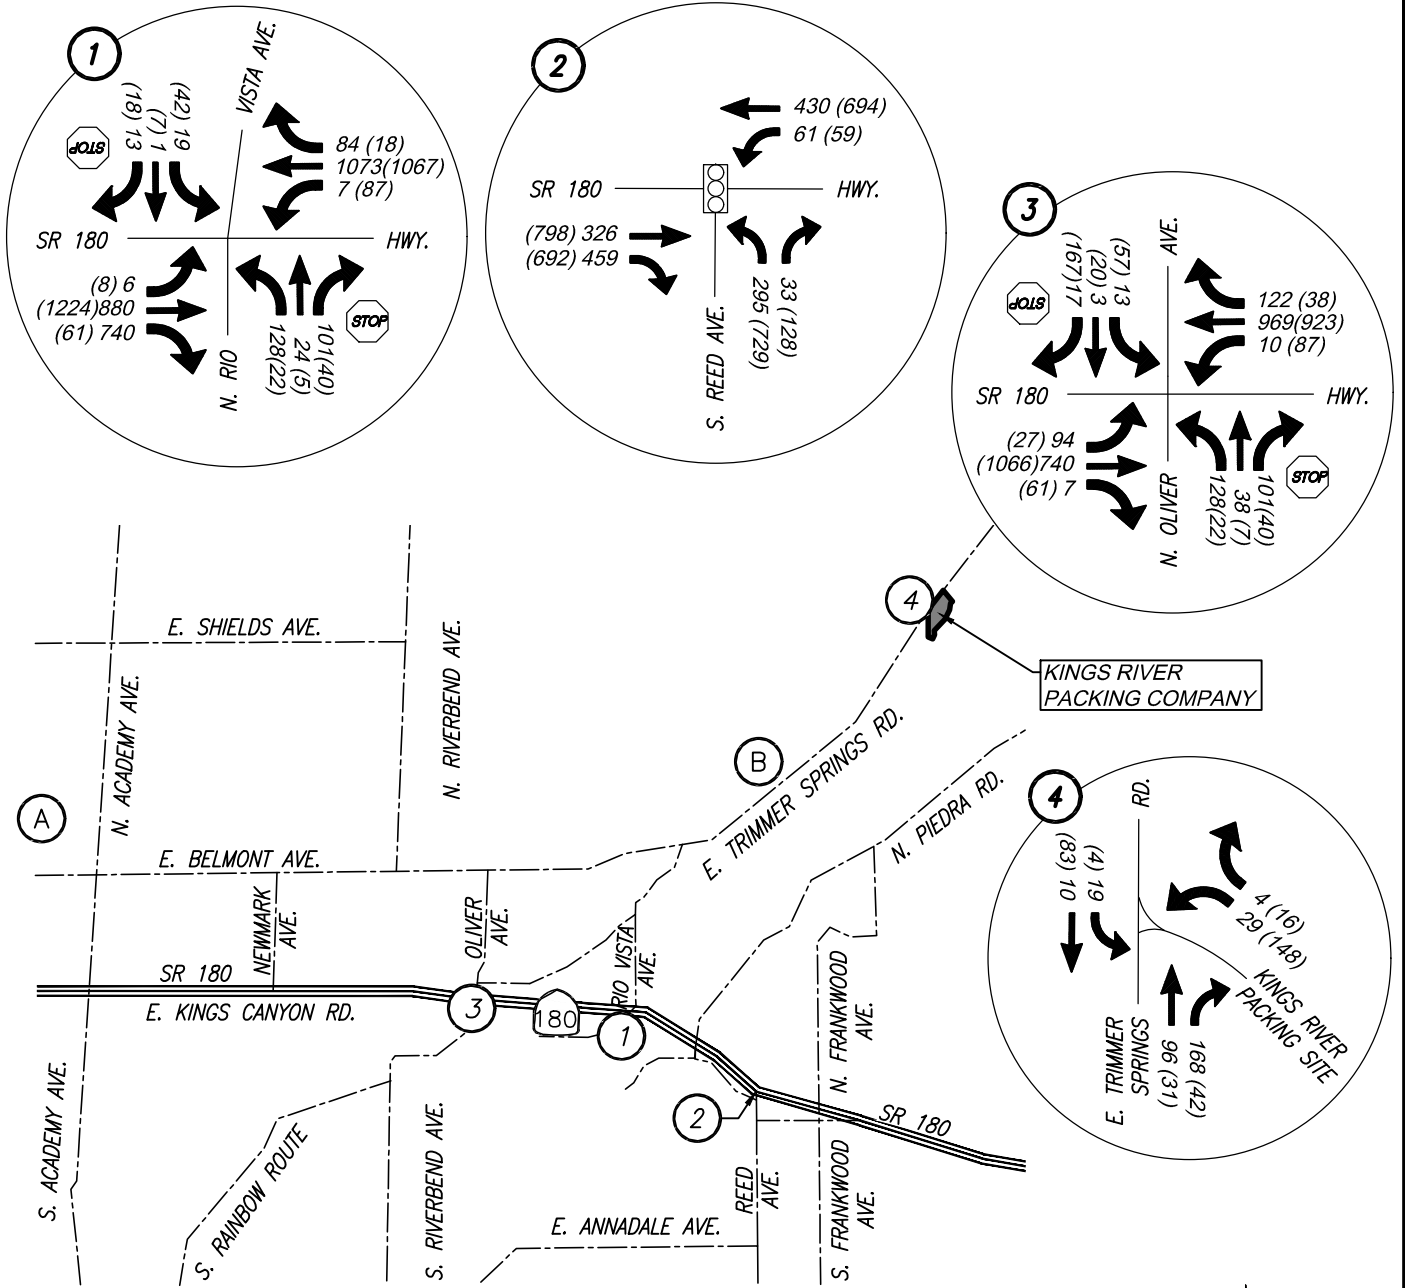 1
(18) 13
(7) 1
(42) 19
VISTA AVE.
STOP
84 (18)
1073(1067)
7 (87)
SR 180
HWY.
(8) 6
(1224)880
(61) 740
N. RIO
128(22)
24 (5)
101(40)
STOP
2
430 (694)
61 (59)
SR 180
HWY.
(798) 326
(692) 459
S. REED AVE.
295 (729)
33 (128)
3
(167)17
(20) 3
(57) 13
AVE.
STOP
122 (38)
969(923)
10 (87)
SR 180
HWY.
(27) 94
(1066)740
(61) 7
N. OLIVER
128(22)
38 (7)
101(40)
STOP
E. SHIELDS AVE.
N. ACADEMY AVE.
N. RIVERBEND AVE.
4
KINGS RIVER
PACKING COMPANY
A
B
E. TRIMMER SPRINGS RD.
N. PIEDRA RD.
E. BELMONT AVE.
NEWMARK
AVE.
OLIVER
AVE.
RIO VISTA
AVE.
N. FRANKWOOD
AVE.
SR 180
E. KINGS CANYON RD.
3
180
1
2
SR 180
S. ACADEMY AVE.
S. RAINBOW ROUTE
S. RIVERBEND AVE.
E. ANNADALE AVE.
REED
AVE.
S. FRANKWOOD
AVE.
4
RD.
(83) 10
(4) 19
4 (16)
29 (148)
KINGS RIVER
PACKING SITE
E. TRIMMER
SPRINGS
96 (31)
168 (42)